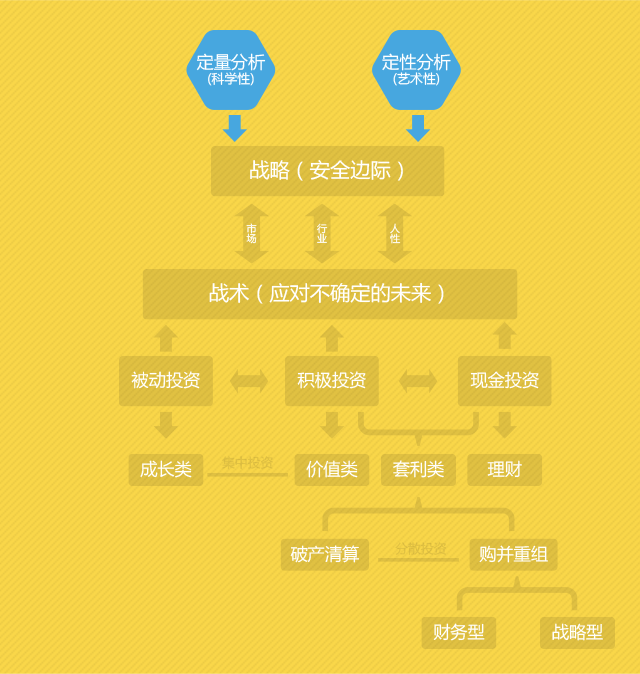 定量分析
(科学性)
定性分析
(艺术性)
战略（安全边际）
市场
行业
人性
战术（应对不确定的未来）
被动投资
积极投资
现金投资
成长类
集中投资
价值类
套利类
理财
破产清算
分散投资
购并重组
财务型
战略型